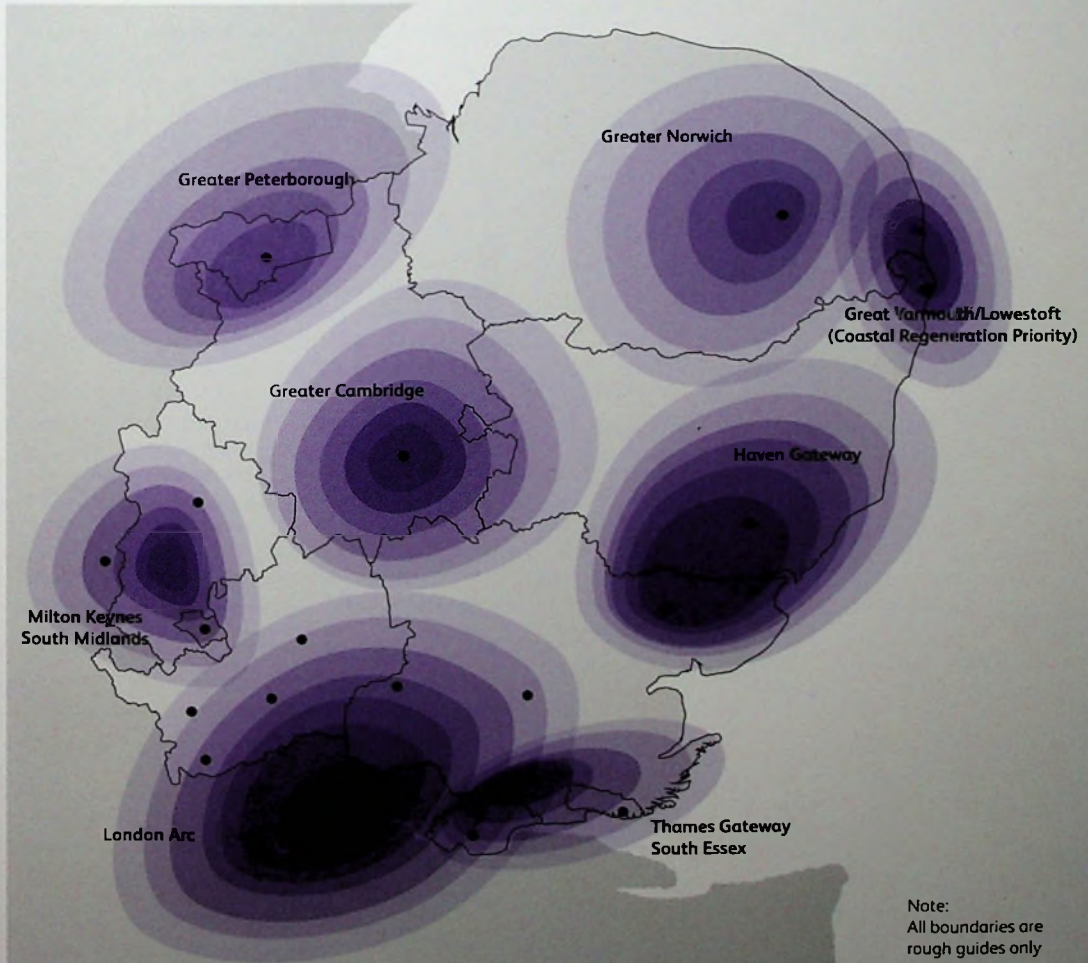 Greater Norwich
Greater Peterborough
Great Yarmouth/Lowestoft
(Coastal Regeneration Priority)
Greater Cambridge
Haven Gateway
Milton Keynes
South Midlands
London Arc
Thames Gateway
South Essex
Note:
All boundaries are
rough guides only